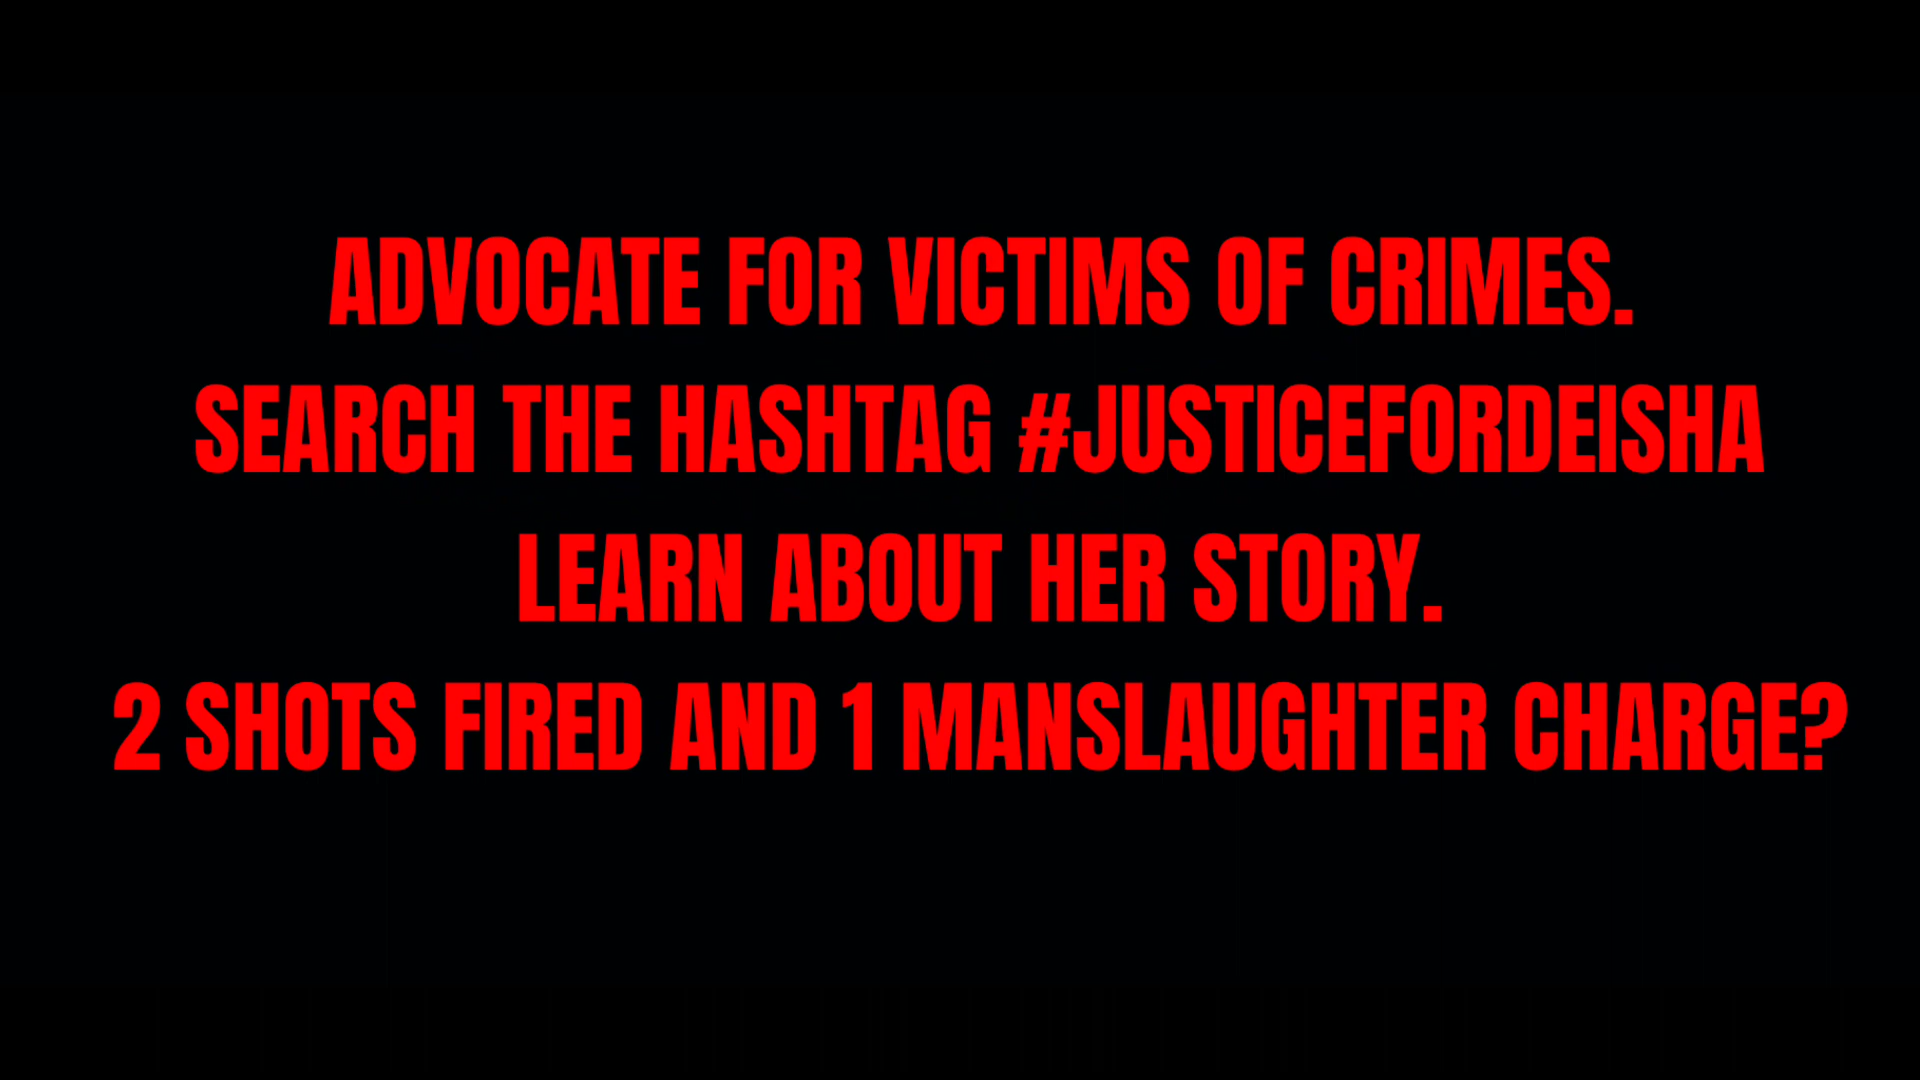 ADVOCATE FOR VICTIMS OF CRIMES.
SEARCH THE HASHTAG #JUSTICEFORDEISHA
LEARN ABOUT HER STORY.
2 SHOTS FIRED AND 1 MANSLAUGHTER CHARGE?